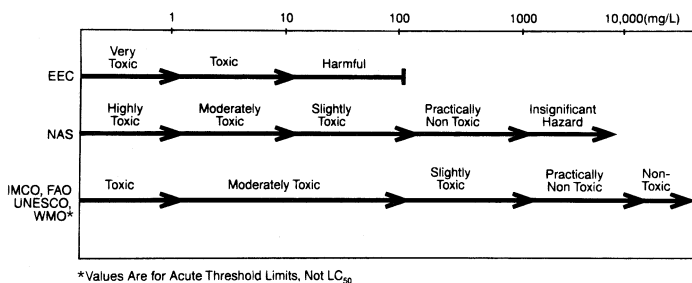 1 10 100 1000 10,000(mg/L)
EEC
Very
Toxic
Toxic
Harmful
NAS
Highly
Toxic
Moderately
Toxic
Slightly
Toxic
Practically
Non Toxic
Insignificant
Hazard
IMCO, FAO
UNESCO,
WMO*
Toxic
Moderately Toxic
Slightly
Toxic
Practically
Non Toxic
Non-
Toxic
*Values Are for Acute Threshold Limits, Not LC₅₀